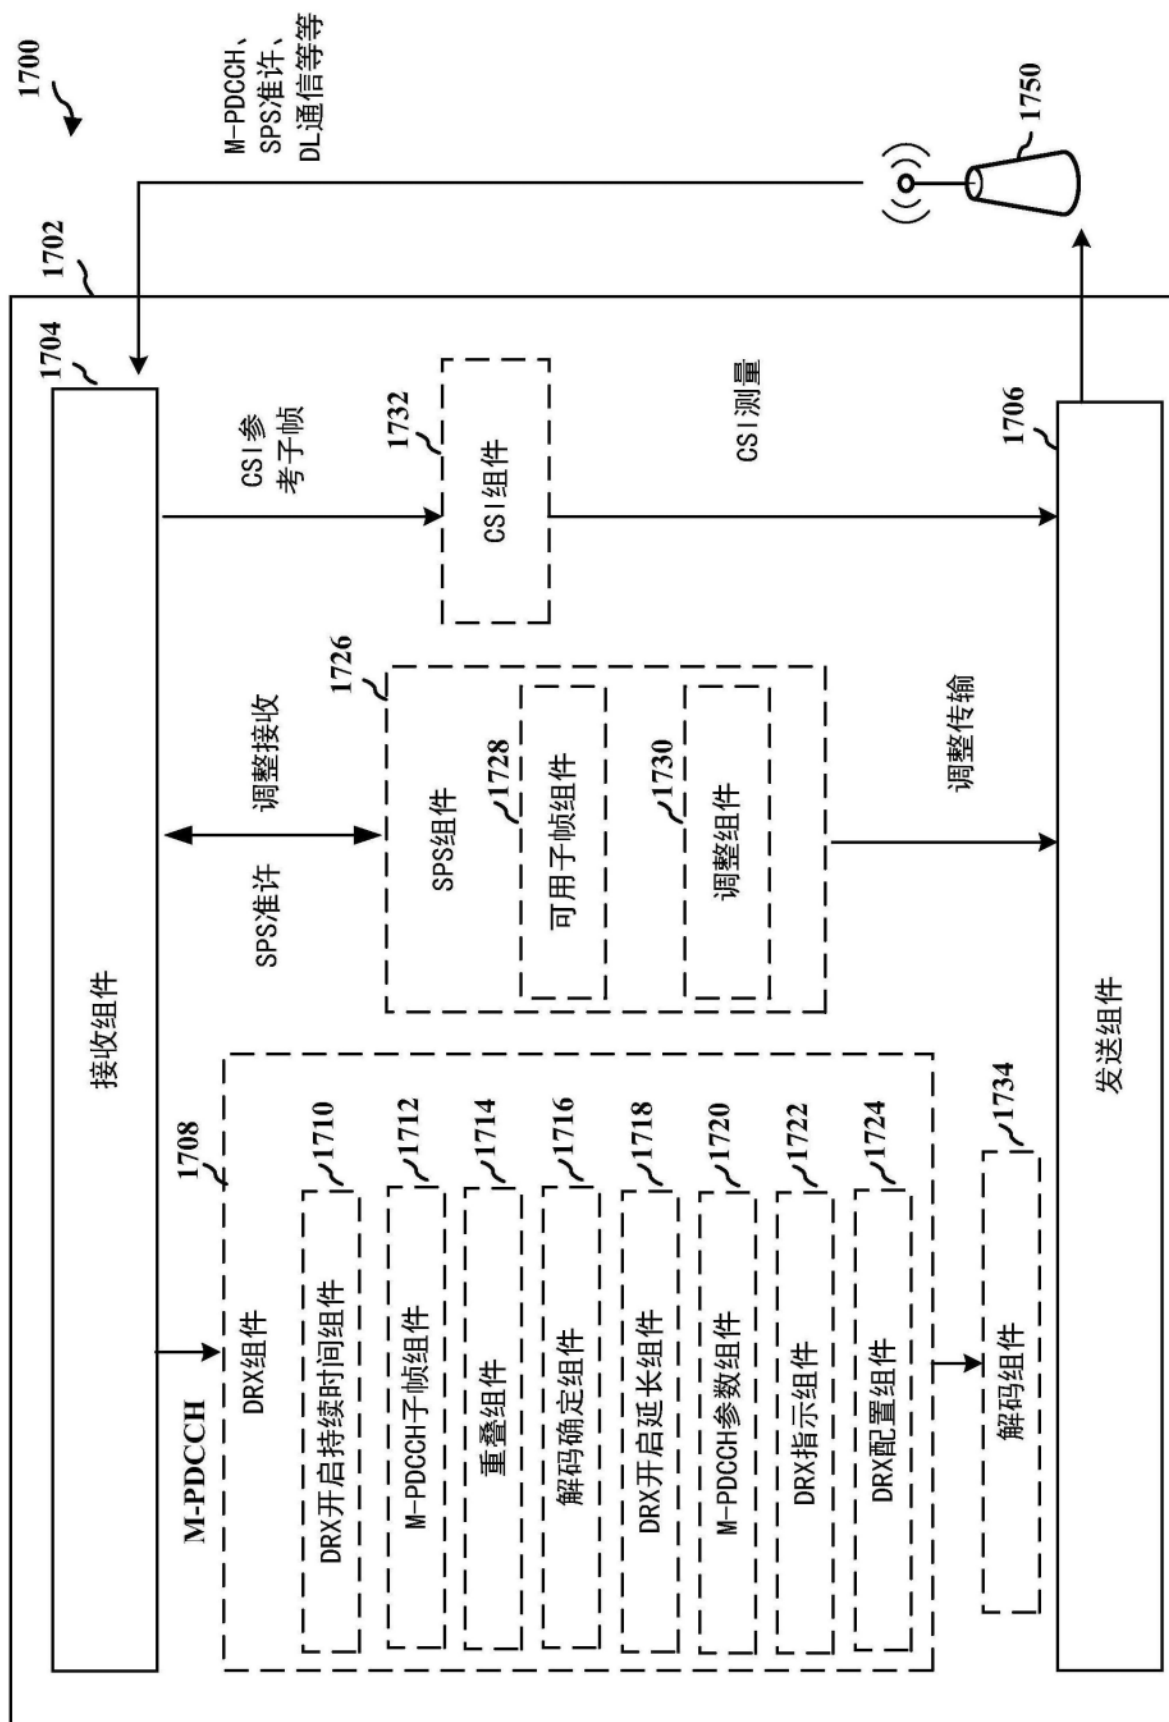 1700
M-PDCCH、
SPS准许、
DL通信等等
1702
1750
1704
接收组件
M-PDCCH
SPS准许
调整接收
CSI参
考子帧
1708
DRX组件
DRX开启持续时间组件
1710
M-PDCCH子帧组件
1712
重叠组件
1714
解码确定组件
1716
DRX开启延长组件
1718
M-PDCCH参数组件
1720
DRX指示组件
1722
DRX配置组件
1724
1726
SPS组件
1728
可用子帧组件
1730
调整组件
1732
CSI组件
CSI测量
调整传输
解码组件
1734
1706
发送组件